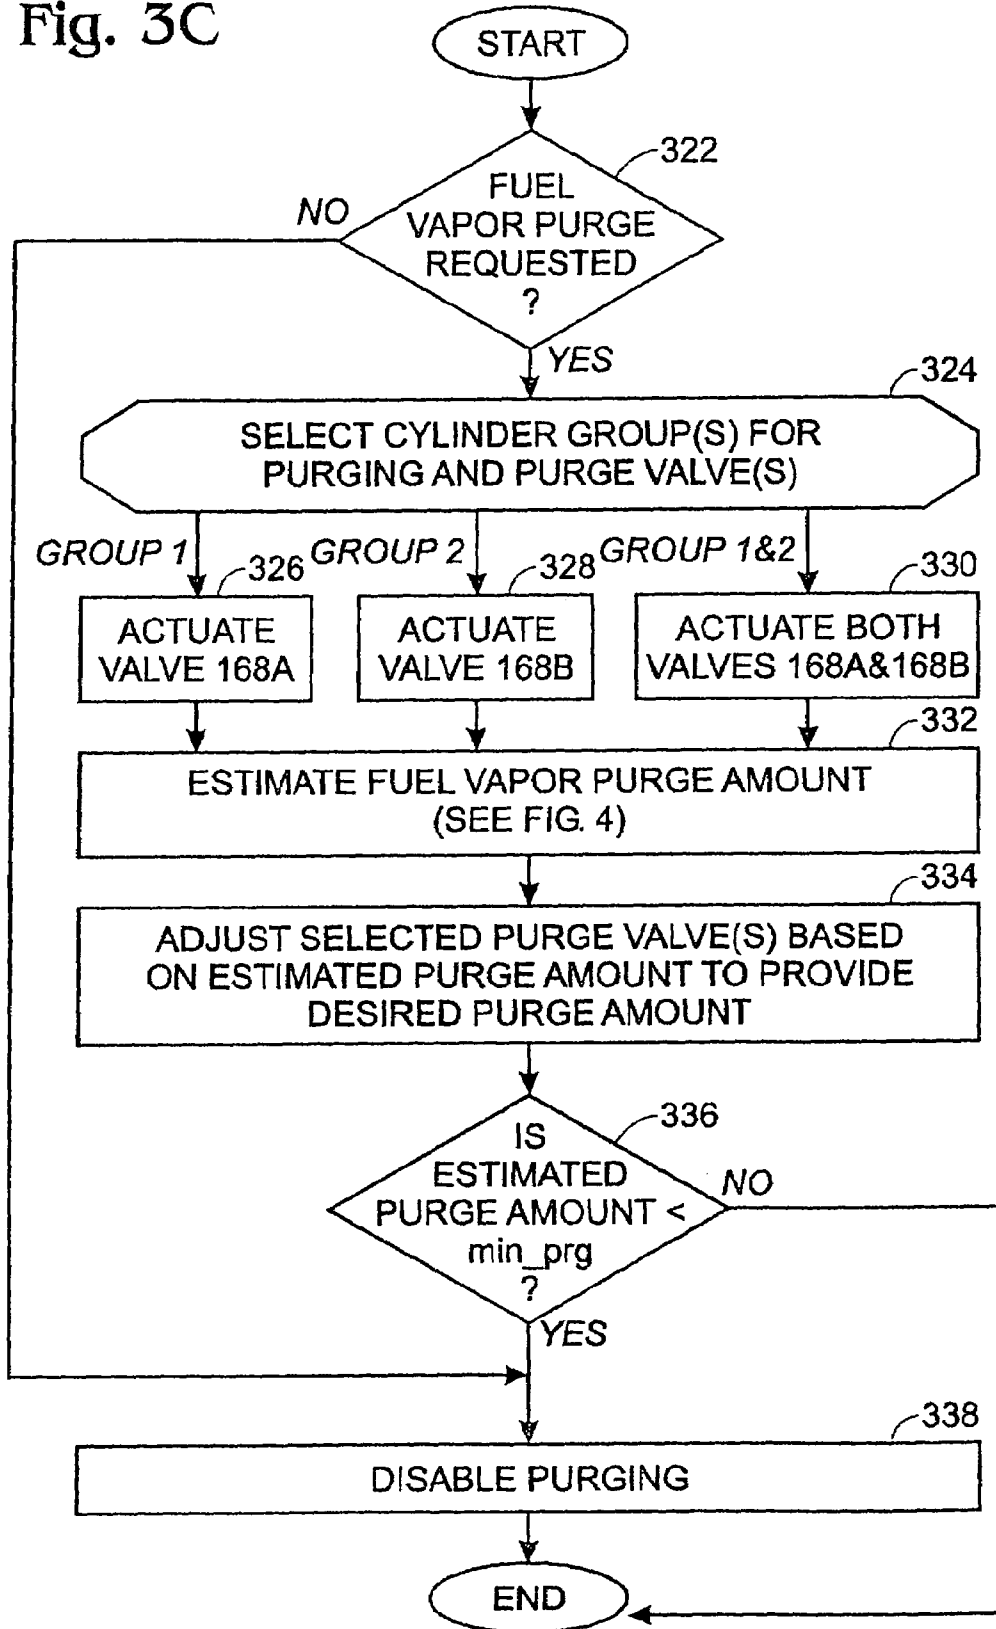 Fig. 3C
START
322
FUEL
VAPOR PURGE
REQUESTED
?
NO
YES
324
SELECT CYLINDER GROUP(S) FOR
PURGING AND PURGE VALVE(S)
GROUP 1
326
GROUP 2
328
GROUP 1&2
330
ACTUATE
VALVE 168A
ACTUATE
VALVE 168B
ACTUATE BOTH
VALVES 168A&168B
332
ESTIMATE FUEL VAPOR PURGE AMOUNT
(SEE FIG. 4)
334
ADJUST SELECTED PURGE VALVE(S) BASED
ON ESTIMATED PURGE AMOUNT TO PROVIDE
DESIRED PURGE AMOUNT
336
IS
ESTIMATED
PURGE AMOUNT <
min_prg
?
NO
YES
338
DISABLE PURGING
END